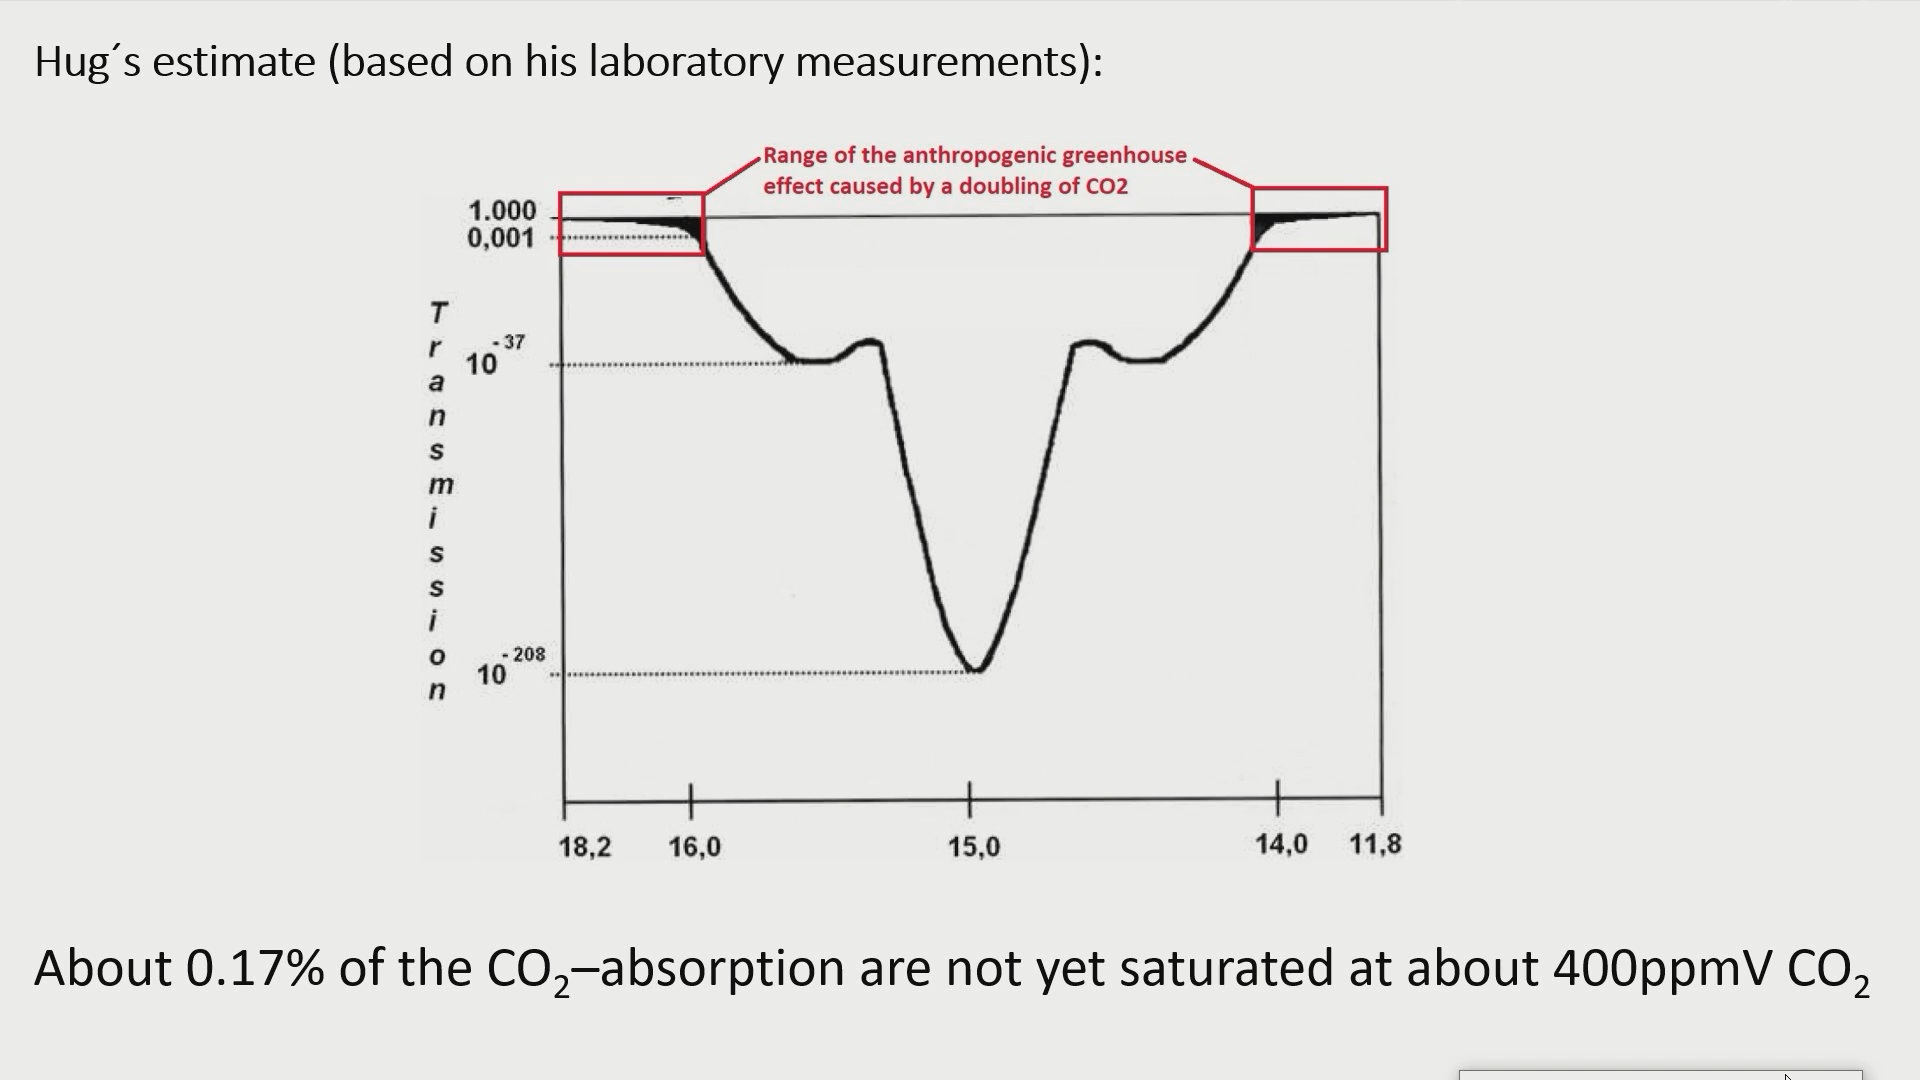 Hug´s estimate (based on his laboratory measurements):
Range of the anthropogenic greenhouse
effect caused by a doubling of CO2
1.000
0,001
Transmission
10-37
10-208
18,2 16,0 15,0 14,0 11,8
About 0.17% of the CO2–absorption are not yet saturated at about 400ppmV CO2